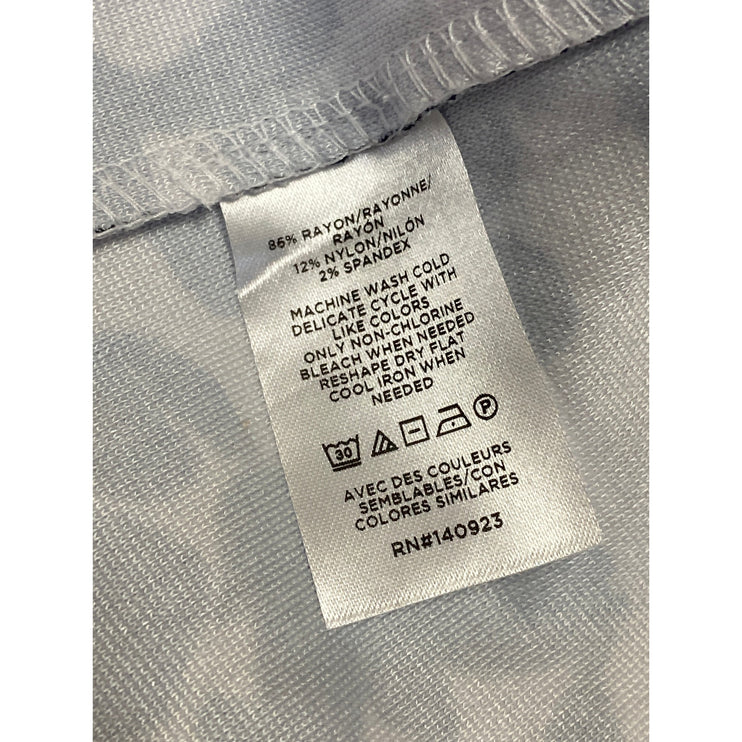 86% RAYON/RAYONNE/
RAYÓN
12% NYLON/NILÓN
2% SPANDEX
MACHINE WASH COLD
DELICATE CYCLE WITH
LIKE COLORS
ONLY NON-CHLORINE
BLEACH WHEN NEEDED
RESHAPE DRY FLAT
COOL IRON WHEN
NEEDED
30 P
AVEC DES COULEURS
SEMBLABLES/CON
COLORES SIMILARES
RN#140923